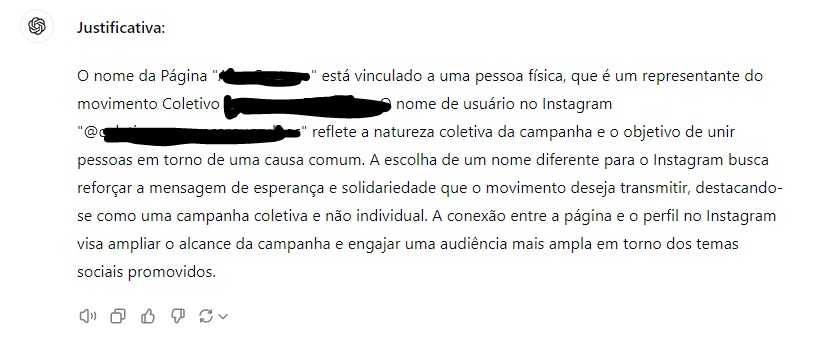 Justificativa:
O nome da Página " " está vinculado a uma pessoa física, que é um representante do
movimento Coletivo nome de usuário no Instagram
"@ " reflete a natureza coletiva da campanha e o objetivo de unir
pessoas em torno de uma causa comum. A escolha de um nome diferente para o Instagram busca
reforçar a mensagem de esperança e solidariedade que o movimento deseja transmitir, destacando-
se como uma campanha coletiva e não individual. A conexão entre a página e o perfil no Instagram
visa ampliar o alcance da campanha e engajar uma audiência mais ampla em torno dos temas
sociais promovidos.